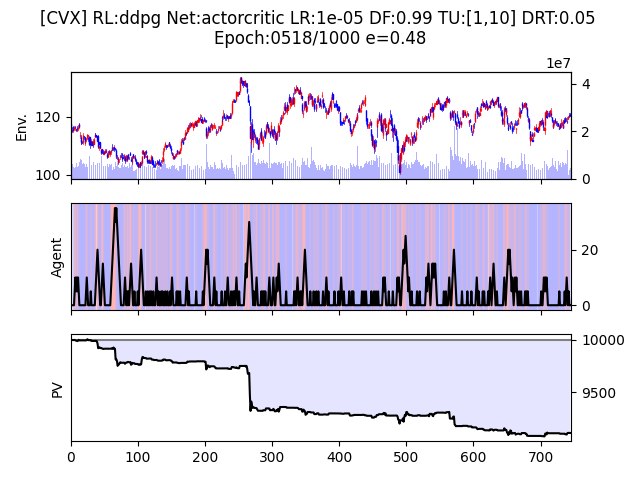 [CVX] RL:ddpg Net:actorcritic LR:1e-05 DF:0.99 TU:[1,10] DRT:0.05
Epoch:0518/1000 e=0.48
1e7
Env.
120
100
4
2
0
Agent
20
0
PV
10000
9500
0 100 200 300 400 500 600 700